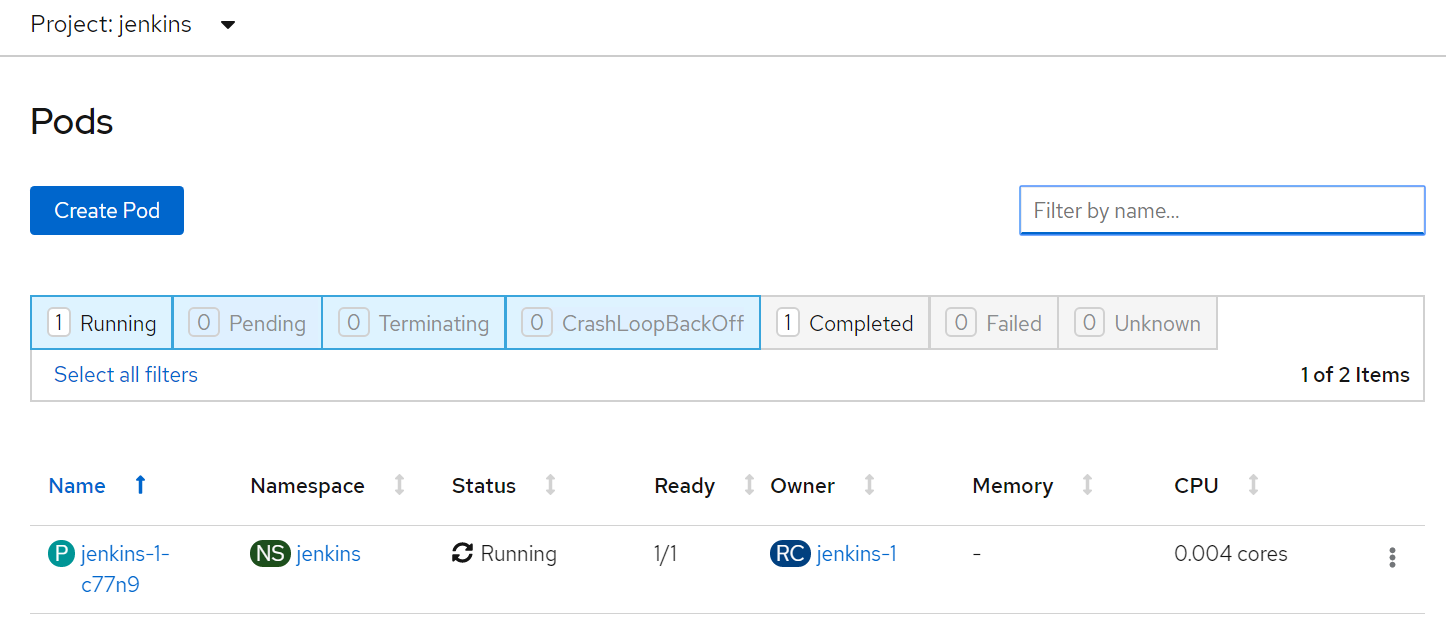 Project: jenkins
Pods
Create Pod
Filter by name...
1 Running 0 Pending 0 Terminating 0 CrashLoopBackOff 1 Completed 0 Failed 0 Unknown
Select all filters 1 of 2 Items
Name Namespace Status Ready Owner Memory CPU
P jenkins-1- NS jenkins Running 1/1 RC jenkins-1 - 0.004 cores
c77n9